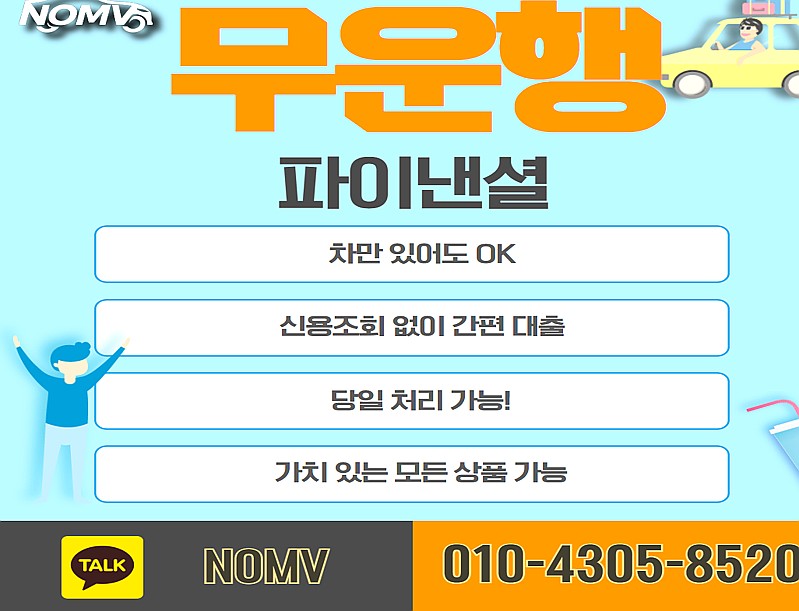 NOMV
무운행
파이낸셜
차만 있어도 OK
신용조회 없이 간편 대출
당일 처리 가능!
가치 있는 모든 상품 가능
TALK NOMV 010-4305-8520